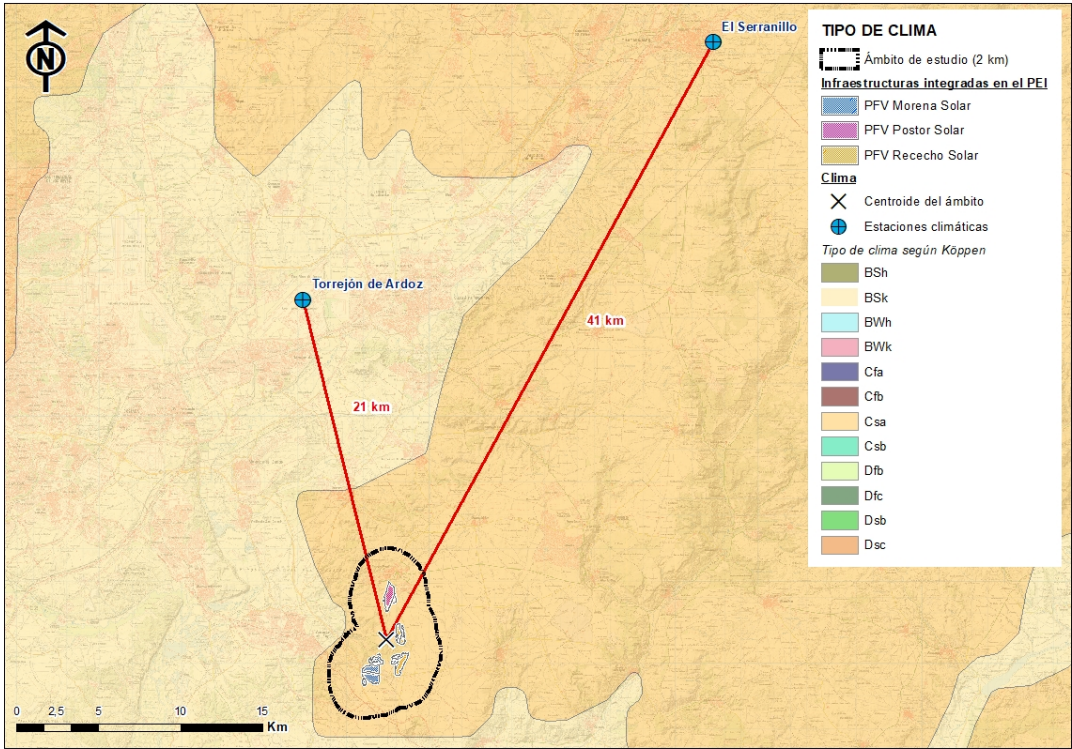 N
El Serranillo
Torrejón de Ardoz
41 km
21 km
0 2,5 5 10 15
Km
TIPO DE CLIMA
Ámbito de estudio (2 km)
Infraestructuras integradas en el PEI
PFV Morena Solar
PFV Postor Solar
PFV Rececho Solar
Clima
Centroide del ámbito
Estaciones climáticas
Tipo de clima según Köppen
BSh
BSk
BWh
BWk
Cfa
Cfb
Csa
Csb
Dfb
Dfc
Dsb
Dsc